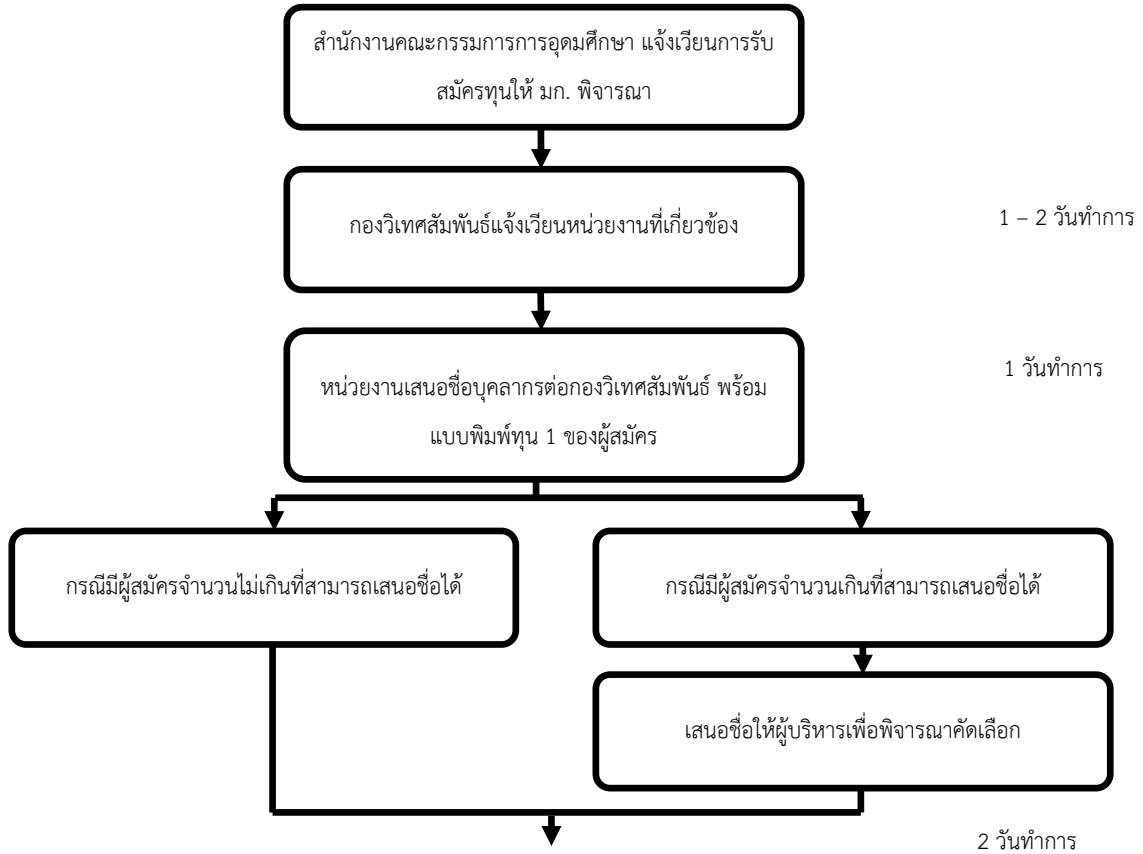 สำนักงานคณะกรรมการการอุดมศึกษา แจ้งเวียนการรับ
สมัครทุนให้ มก. พิจารณา
กองวิเทศสัมพันธ์แจ้งเวียนหน่วยงานที่เกี่ยวข้อง
1 – 2 วันทำการ
หน่วยงานเสนอชื่อบุคลากรต่อกองวิเทศสัมพันธ์ พร้อม
แบบพิมพ์ทุน 1 ของผู้สมัคร
1 วันทำการ
กรณีมีผู้สมัครจำนวนไม่เกินที่สามารถเสนอชื่อได้
กรณีมีผู้สมัครจำนวนเกินที่สามารถเสนอชื่อได้
เสนอชื่อให้ผู้บริหารเพื่อพิจารณาคัดเลือก
2 วันทำการ